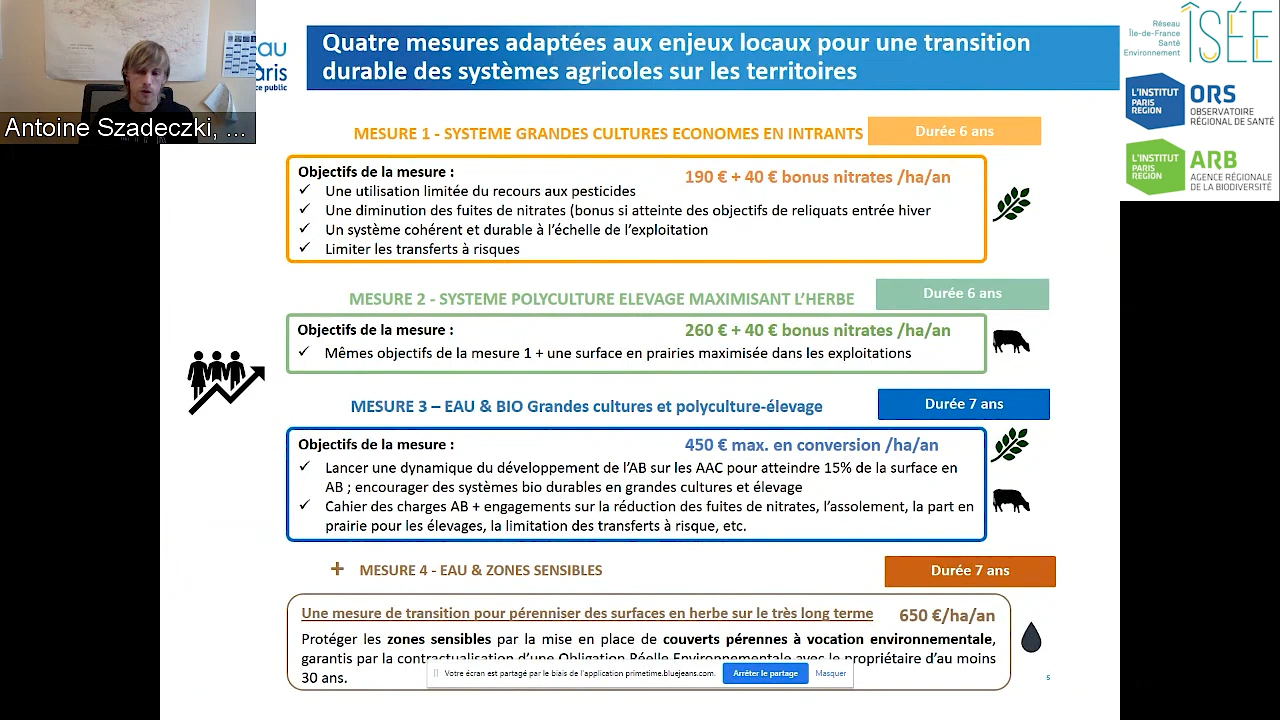 Antoine Szadeczki, ...
au
aris
ce public
Quatre mesures adaptées aux enjeux locaux pour une transition
durable des systèmes agricoles sur les territoires
Réseau
Île-de-France
Santé
Environnement
ÎSÉE
L'INSTITUT
PARIS
REGION
ORS
OBSERVATOIRE
RÉGIONAL DE SANTÉ
L'INSTITUT
PARIS
REGION
ARB
AGENCE RÉGIONALE
DE LA BIODIVERSITÉ
MESURE 1 - SYSTEME GRANDES CULTURES ECONOMES EN INTRANTS
Durée 6 ans
Objectifs de la mesure :
190 € + 40 € bonus nitrates /ha/an
✓ Une utilisation limitée du recours aux pesticides
✓ Une diminution des fuites de nitrates (bonus si atteinte des objectifs de reliquats entrée hiver
✓ Un système cohérent et durable à l'échelle de l'exploitation
✓ Limiter les transferts à risques
MESURE 2 - SYSTEME POLYCULTURE ELEVAGE MAXIMISANT L'HERBE
Durée 6 ans
Objectifs de la mesure :
260 € + 40 € bonus nitrates /ha/an
✓ Mêmes objectifs de la mesure 1 + une surface en prairies maximisée dans les exploitations
MESURE 3 – EAU & BIO Grandes cultures et polyculture-élevage
Durée 7 ans
Objectifs de la mesure :
450 € max. en conversion /ha/an
✓ Lancer une dynamique du développement de l'AB sur les AAC pour atteindre 15% de la surface en
AB ; encourager des systèmes bio durables en grandes cultures et élevage
✓ Cahier des charges AB + engagements sur la réduction des fuites de nitrates, l'assolement, la part en
prairie pour les élevages, la limitation des transferts à risque, etc.
+ MESURE 4 - EAU & ZONES SENSIBLES
Durée 7 ans
Une mesure de transition pour pérenniser des surfaces en herbe sur le très long terme
650 €/ha/an
Protéger les zones sensibles par la mise en place de couverts pérennes à vocation environnementale,
garantis par la contractualisation d'une Obligation Réelle Environnementale avec le propriétaire d'au moins
30 ans.
Votre écran est partagé par le biais de l'application primetime.bluejeans.com.
Arrêter le partage
Masquer
5